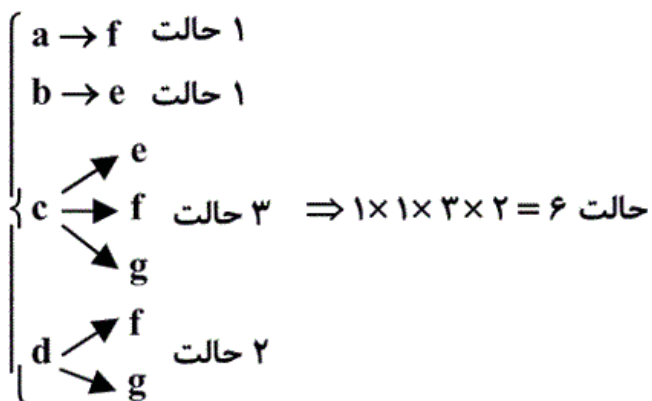 a → f ۱ حالت
b → e ۱ حالت
e
c → f ۳ حالت ⇒ ۱ × ۱ × ۳ × ۲ = ۶ حالت
g
f
d ۲ حالت
g